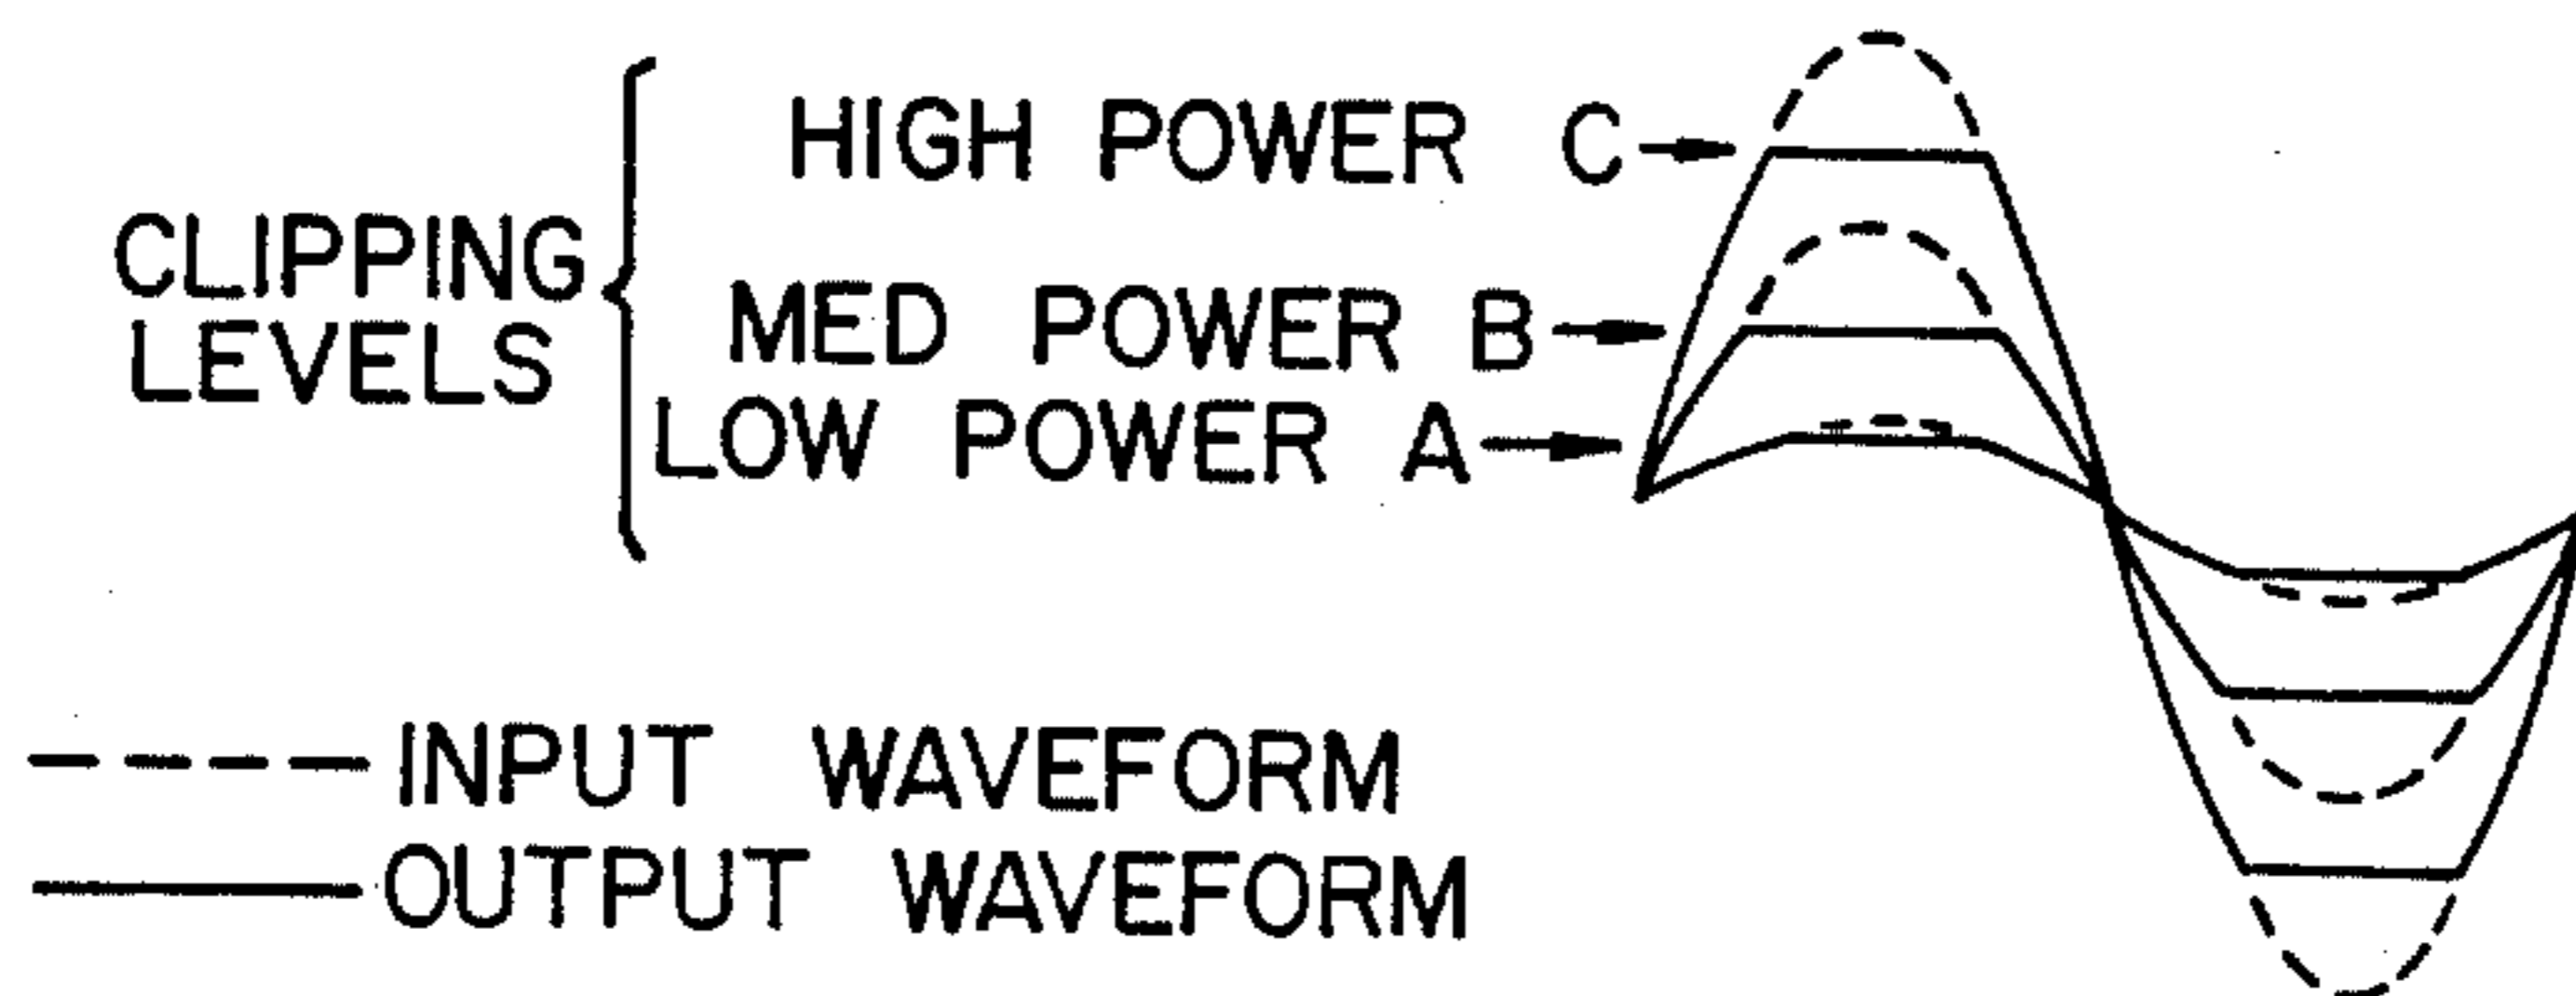 HIGH POWER C
CLIPPING
LEVELS
MED POWER B
LOW POWER A
INPUT WAVEFORM
OUTPUT WAVEFORM